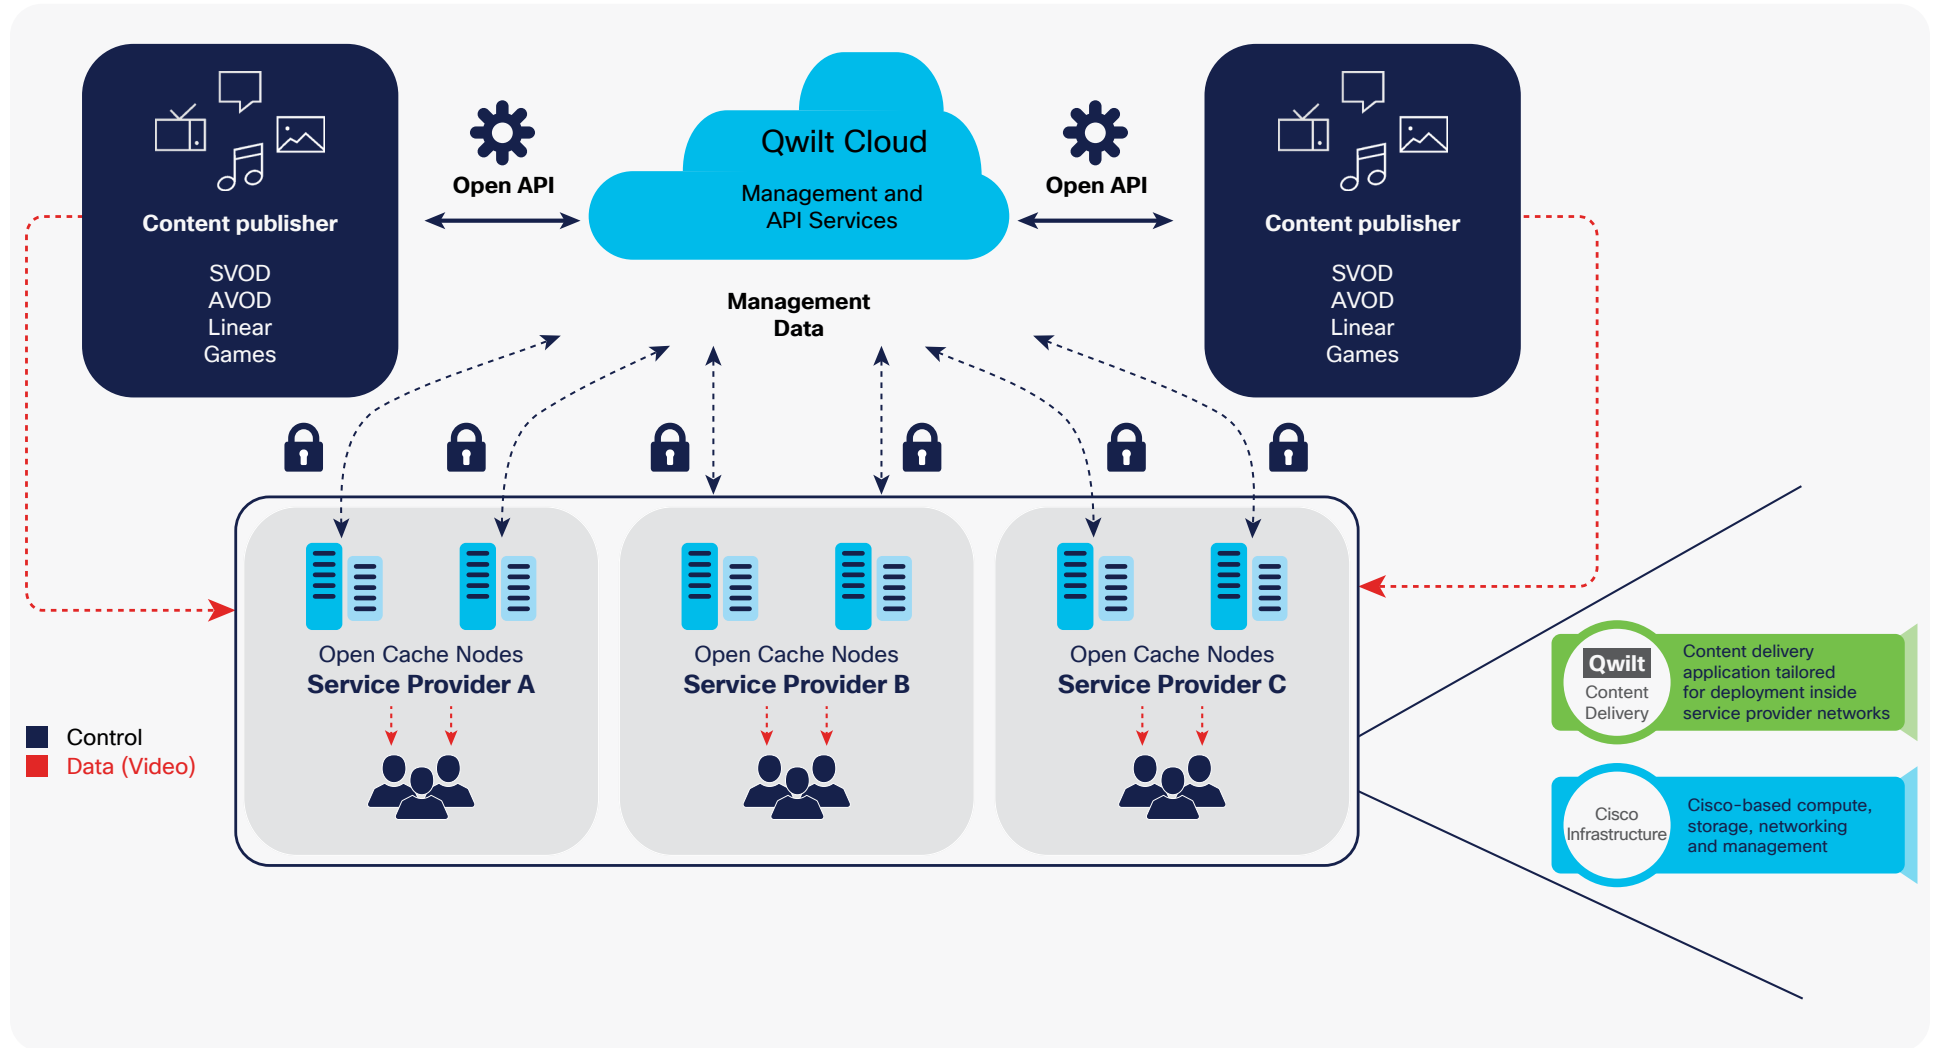 Content publisher
SVOD
AVOD
Linear
Games
Open API
Qwilt Cloud
Management and
API Services
Open API
Content publisher
SVOD
AVOD
Linear
Games
Management
Data
Open Cache Nodes
Service Provider A
Open Cache Nodes
Service Provider B
Open Cache Nodes
Service Provider C
Control
Data (Video)
Qwilt
Content
Delivery
Content delivery
application tailored
for deployment inside
service provider networks
Cisco
Infrastructure
Cisco-based compute,
storage, networking
and management